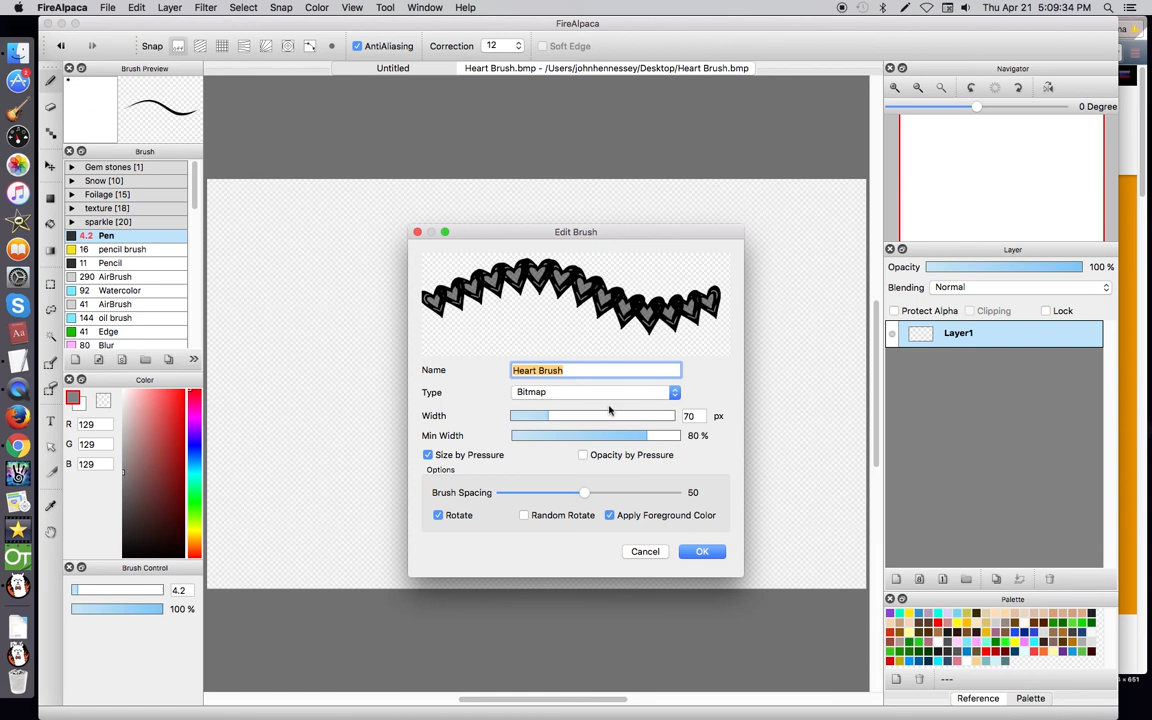 FireAlpaca File Edit Layer Filter Select Snap Color View Tool Window Help Thu Apr 21 5:09:34 PM
FireAlpaca
Snap AntiAliasing Correction 12 Soft Edge
Brush Preview
Untitled Heart Brush.bmp - /Users/johnhennessey/Desktop/Heart Brush.bmp
Navigator
0 Degree
Brush
Gem stones [1]
Snow [10]
Foilage [15]
texture [18]
sparkle [20]
4.2 Pen
16 pencil brush
11 Pencil
290 AirBrush
92 Watercolor
41 AirBrush
144 oil brush
41 Edge
80 Blur
Color
R 129
G 129
B 129
Brush Control
4.2
100 %
Edit Brush
Name Heart Brush
Type Bitmap
Width 70 px
Min Width 80 %
Size by Pressure Opacity by Pressure
Options
Brush Spacing 50
Rotate Random Rotate Apply Foreground Color
Cancel OK
Layer
Opacity 100 %
Blending Normal
Protect Alpha Clipping Lock
Layer1
Palette
---
Reference Palette